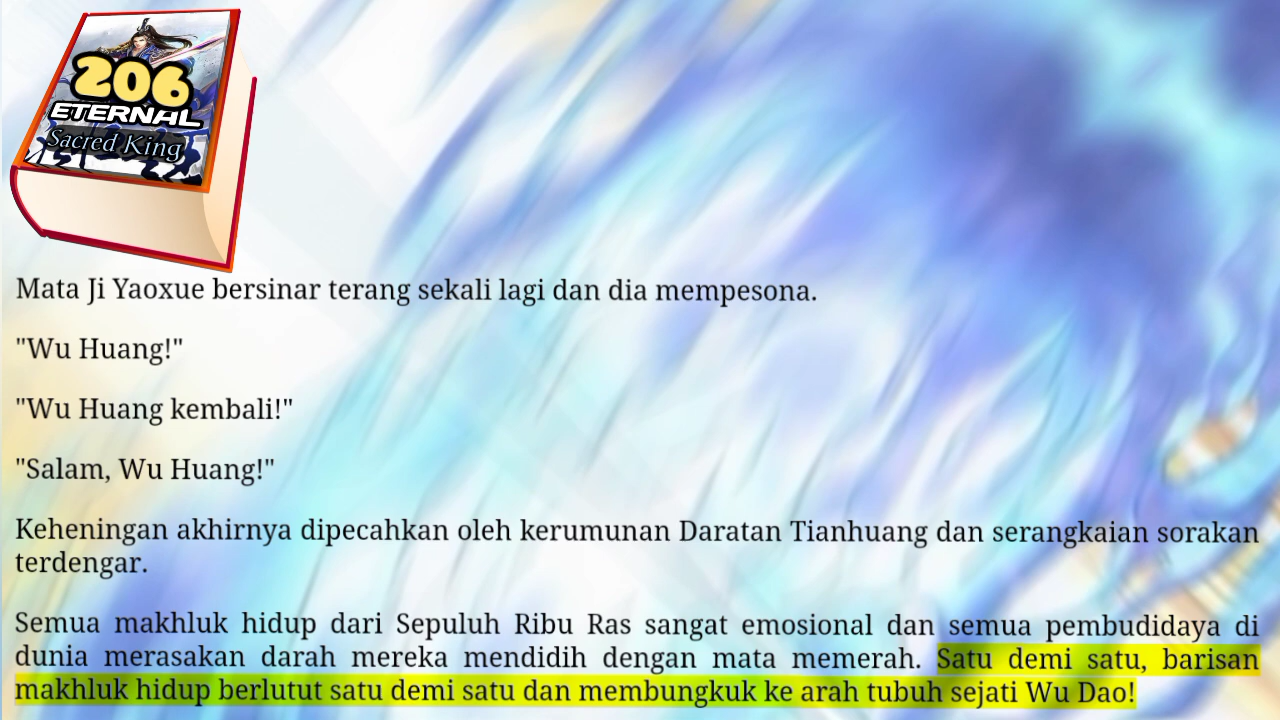 206
ETERNAL
Sacred King
Mata Ji Yaoxue bersinar terang sekali lagi dan dia mempesona.
"Wu Huang!"
"Wu Huang kembali!"
"Salam, Wu Huang!"
Keheningan akhirnya dipecahkan oleh kerumunan Daratan Tianhuang dan serangkaian sorakan
terdengar.
Semua makhluk hidup dari Sepuluh Ribu Ras sangat emosional dan semua pembudidaya di
dunia merasakan darah mereka mendidih dengan mata memerah. Satu demi satu, barisan
makhluk hidup berlutut satu demi satu dan membungkuk ke arah tubuh sejati Wu Dao!